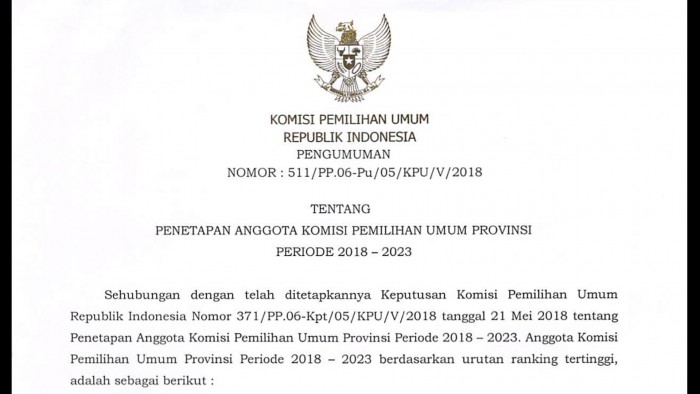 KOMISI PEMILIHAN UMUM
REPUBLIK INDONESIA
PENGUMUMAN
NOMOR : 511/PP.06-Pu/05/KPU/V/2018
TENTANG
PENETAPAN ANGGOTA KOMISI PEMILIHAN UMUM PROVINSI
PERIODE 2018 – 2023
Sehubungan dengan telah ditetapkannya Keputusan Komisi Pemilihan Umum
Republik Indonesia Nomor 371/PP.06-Kpt/05/KPU/V/2018 tanggal 21 Mei 2018 tentang
Penetapan Anggota Komisi Pemilihan Umum Provinsi Periode 2018 – 2023. Anggota Komisi
Pemilihan Umum Provinsi Periode 2018 – 2023 berdasarkan urutan ranking tertinggi,
adalah sebagai berikut :